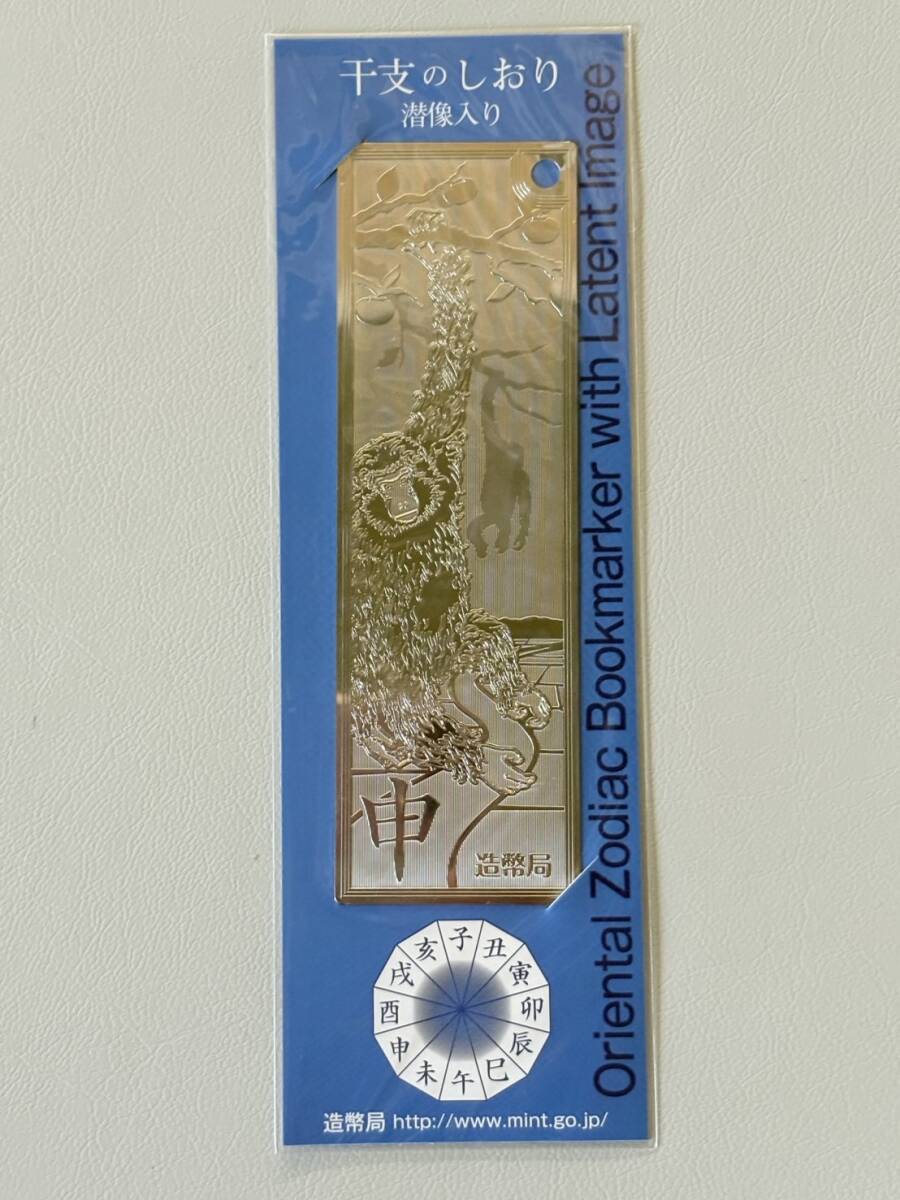 干支のしおり
潜像入り
Oriental Zodiac Bookmarker with Latent Image
申
造幣局
子
丑
寅
卯
辰
巳
午
未
申
酉
戌
亥
造幣局 http://www.mint.go.jp/